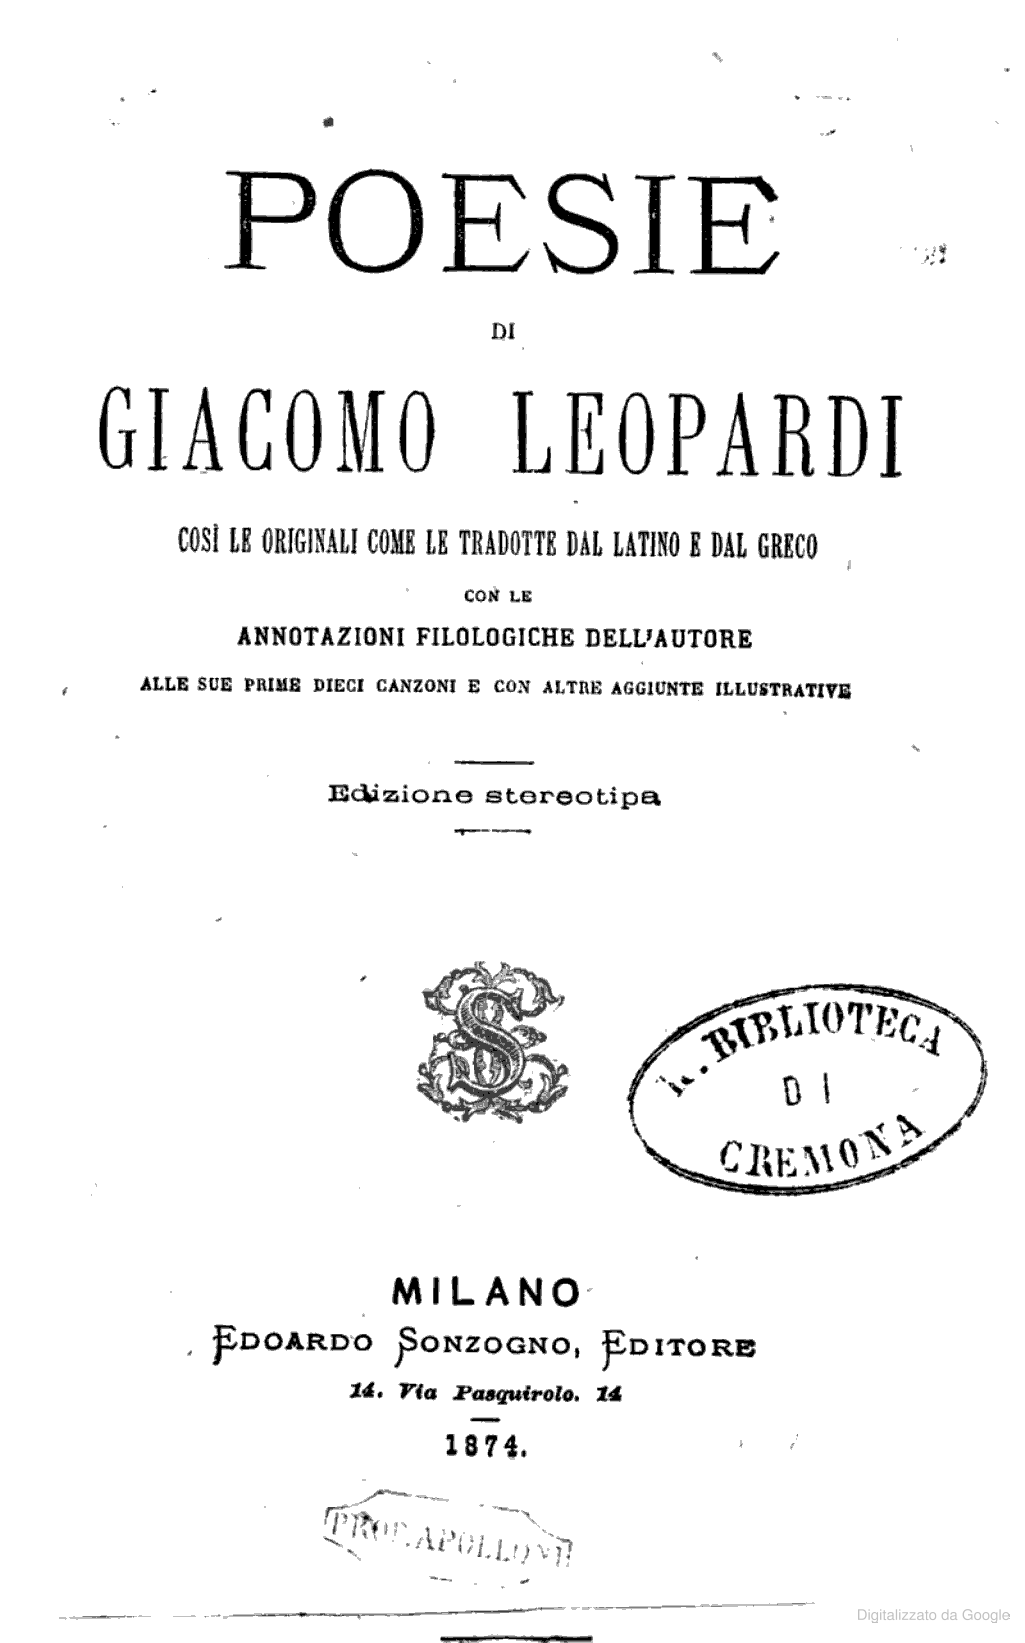 POESIE
DI
GIACOMO LEOPARDI
COSÌ LE ORIGINALI COME LE TRADOTTE DAL LATINO E DAL GRECO
CON LE
ANNOTAZIONI FILOLOGICHE DELL'AUTORE
ALLE SUE PRIME DIECI CANZONI E CON ALTRE AGGIUNTE ILLUSTRATIVE
Edizione stereotipa
R. BIBLIOTECA
DI
CREMONA
MILANO
EDOARDO SONZOGNO, EDITORE
14. Via Pasquirolo. 14
1874.
PROF. APOLLONI
Digitalizzato da Google